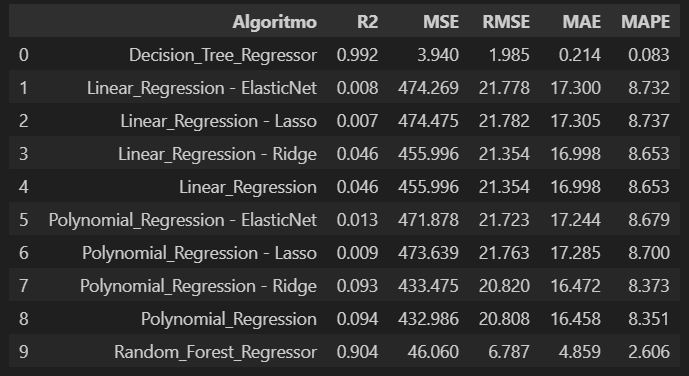 Algoritmo R2 MSE RMSE MAE MAPE
0 Decision_Tree_Regressor 0.992 3.940 1.985 0.214 0.083
1 Linear_Regression - ElasticNet 0.008 474.269 21.778 17.300 8.732
2 Linear_Regression - Lasso 0.007 474.475 21.782 17.305 8.737
3 Linear_Regression - Ridge 0.046 455.996 21.354 16.998 8.653
4 Linear_Regression 0.046 455.996 21.354 16.998 8.653
5 Polynomial_Regression - ElasticNet 0.013 471.878 21.723 17.244 8.679
6 Polynomial_Regression - Lasso 0.009 473.639 21.763 17.285 8.700
7 Polynomial_Regression - Ridge 0.093 433.475 20.820 16.472 8.373
8 Polynomial_Regression 0.094 432.986 20.808 16.458 8.351
9 Random_Forest_Regressor 0.904 46.060 6.787 4.859 2.606